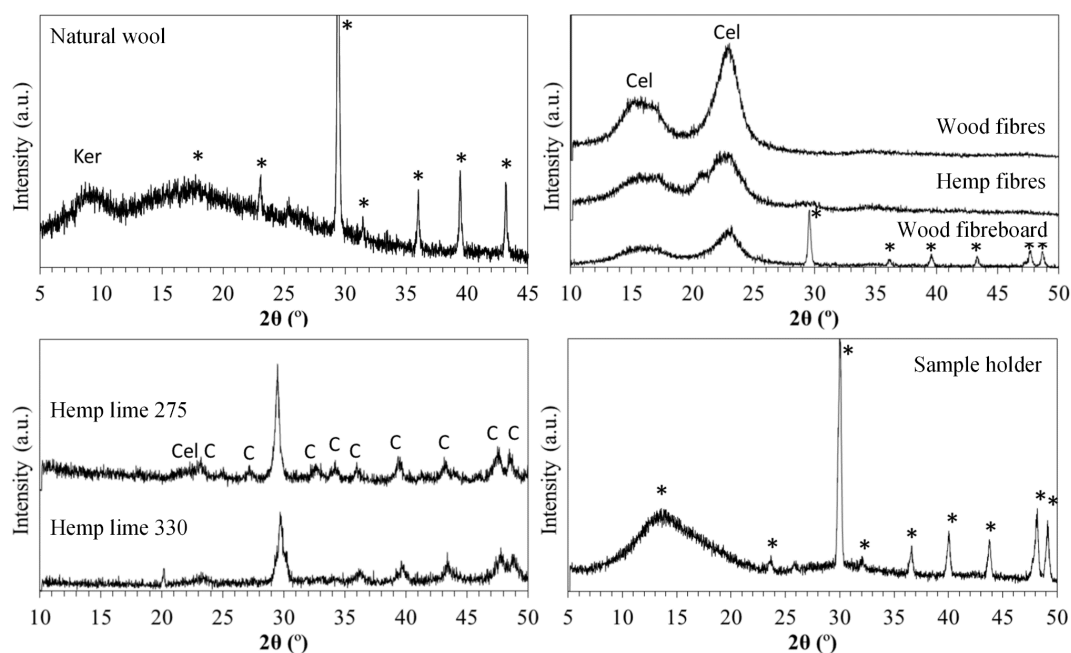 Natural wool
Intensity (a.u.)
Ker
*
*
*
*
*
*
*
5 10 15 20 25 30 35 40 45
2θ (º)
Intensity (a.u.)
Cel
Cel
Wood fibres
Hemp fibres
Wood fibreboard
*
*
*
*
*
*
10 15 20 25 30 35 40 45 50
2θ (º)
Intensity (a.u.)
Hemp lime 275
Cel C C C C C C C C C
Hemp lime 330
10 15 20 25 30 35 40 45 50
2θ (º)
Intensity (a.u.)
Sample holder
*
*
*
*
*
*
*
*
*
5 10 15 20 25 30 35 40 45 50
2θ (º)